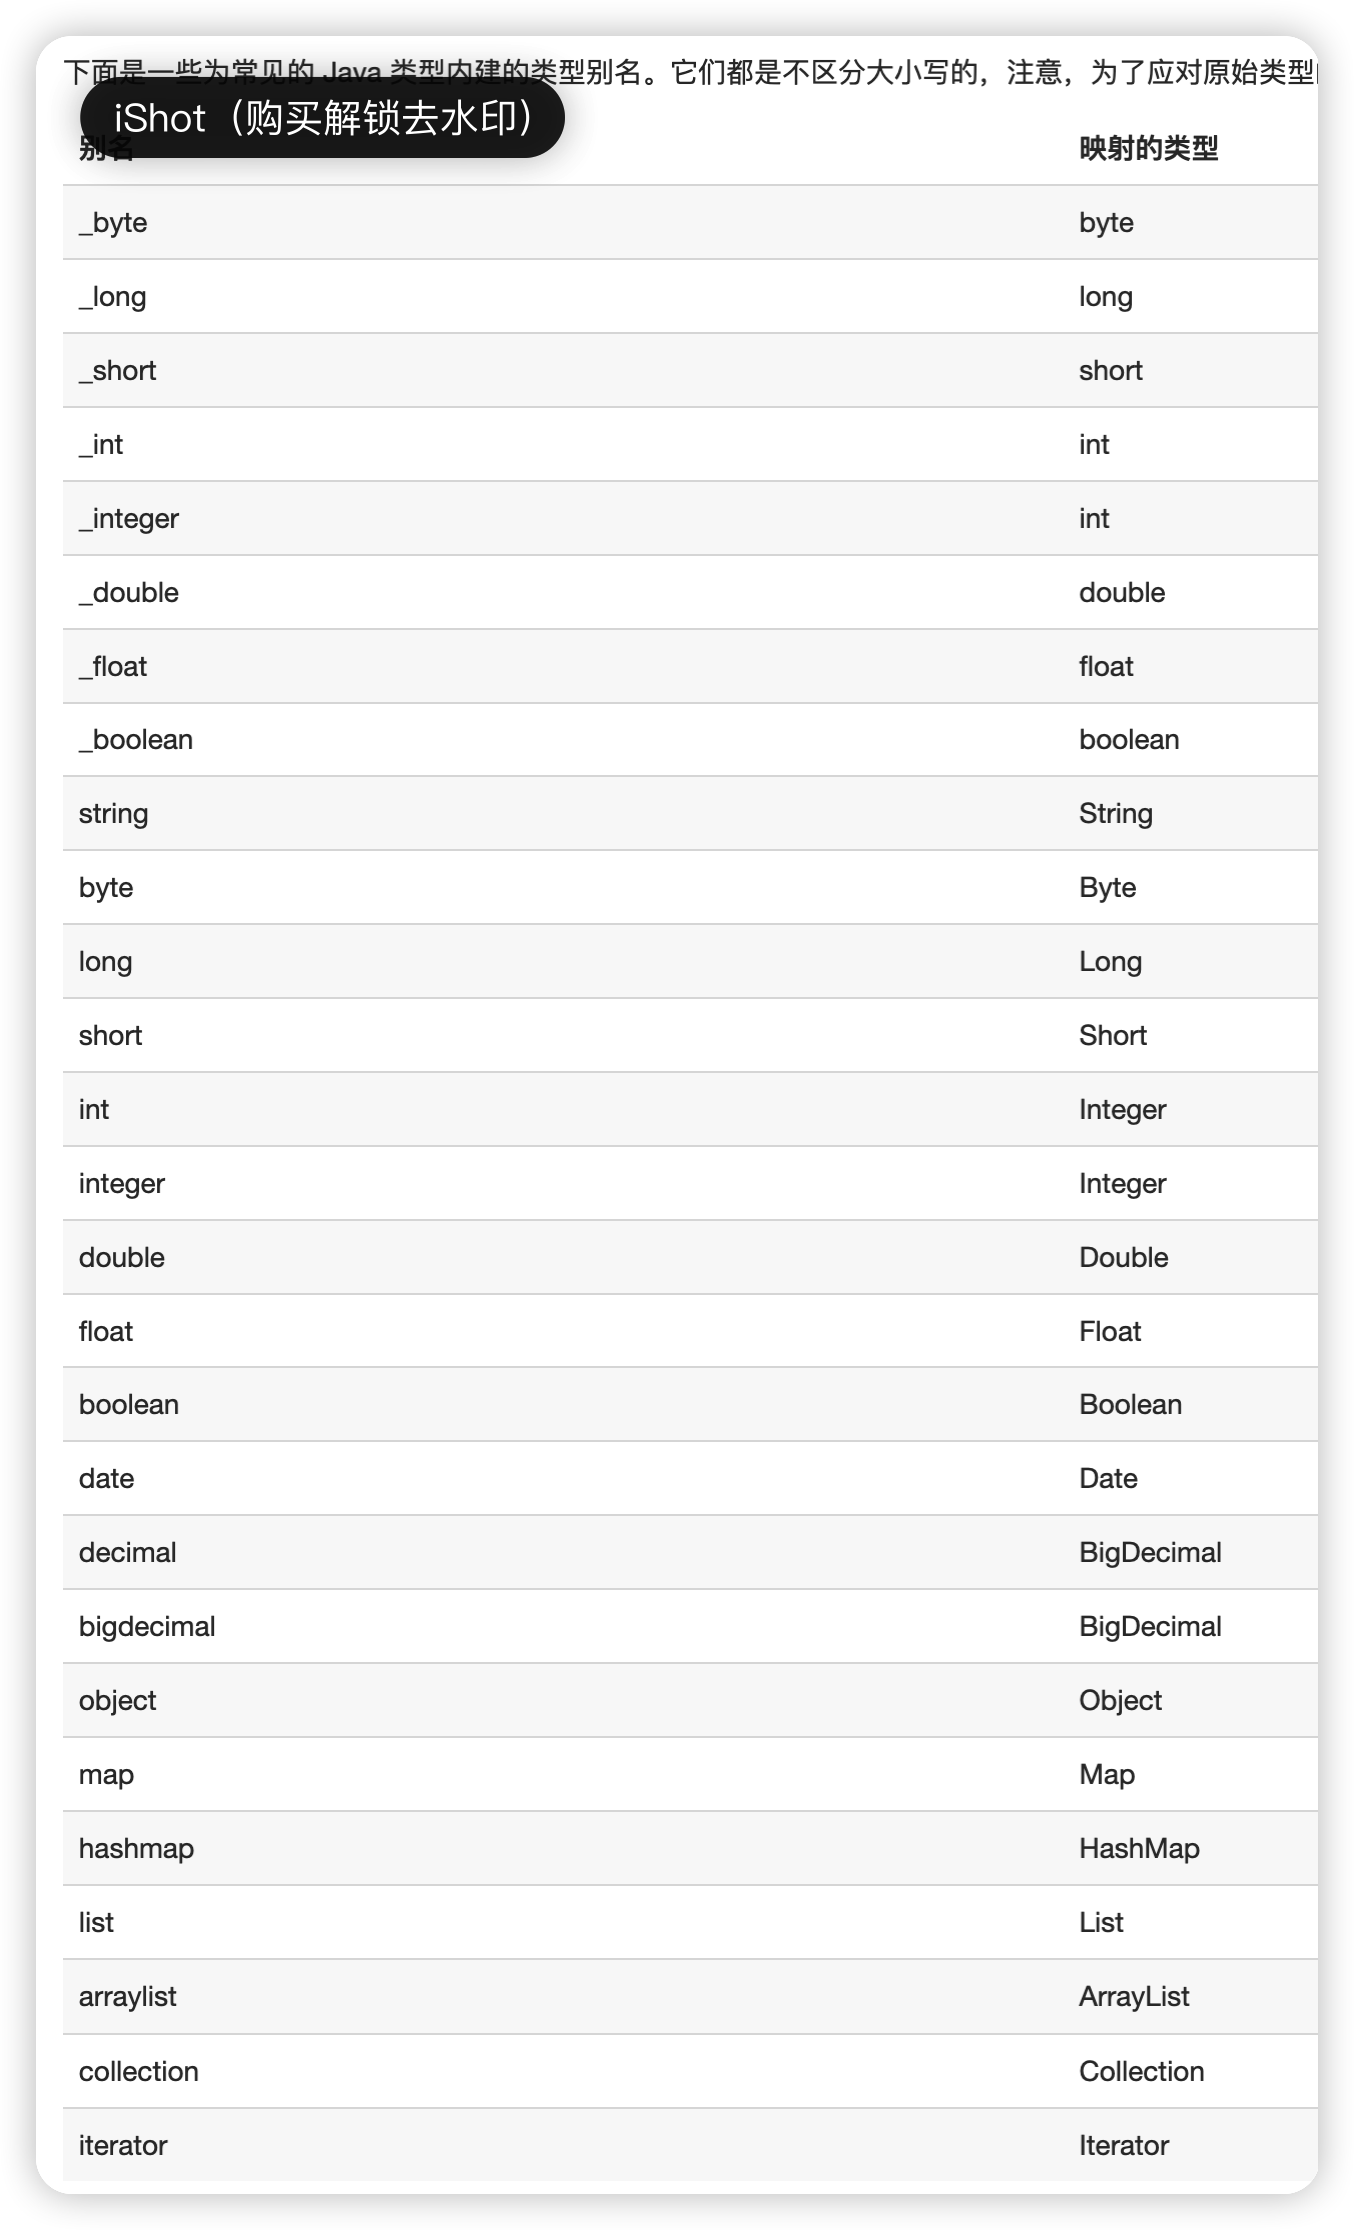 下面是一些为常见的 Java 类型内建的类型别名。它们都是不区分大小写的，注意，为了应对原始类型
iShot（购买解锁去水印）
别名 映射的类型
_byte byte
_long long
_short short
_int int
_integer int
_double double
_float float
_boolean boolean
string String
byte Byte
long Long
short Short
int Integer
integer Integer
double Double
float Float
boolean Boolean
date Date
decimal BigDecimal
bigdecimal BigDecimal
object Object
map Map
hashmap HashMap
list List
arraylist ArrayList
collection Collection
iterator Iterator